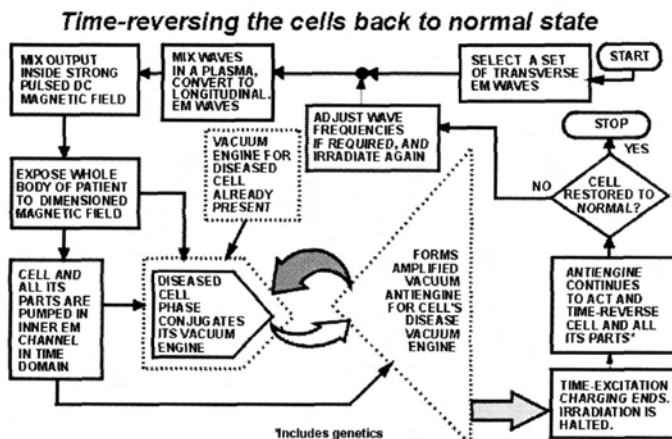 Time-reversing the cells back to normal state
START
SELECT A SET
OF TRANSVERSE
EM WAVES
MIX WAVES
IN A PLASMA,
CONVERT TO
LONGITUDINAL
EM WAVES
MIX OUTPUT
INSIDE STRONG
PULSED DC
MAGNETIC FIELD
EXPOSE WHOLE
BODY OF PATIENT
TO DIMENSIONED
MAGNETIC FIELD
CELL AND
ALL ITS
PARTS ARE
PUMPED IN
INNER EM
CHANNEL
IN TIME
DOMAIN
VACUUM
ENGINE FOR
DISEASED
CELL
ALREADY
PRESENT
DISEASED
CELL
PHASE
CONJUGATES
ITS VACUUM
ENGINE
FORMS
AMPLIFIED
VACUUM
ANTIENGINE
FOR CELL'S
DISEASE
VACUUM
ENGINE
TIME-EXCITATION
CHARGING ENDS.
IRRADIATION IS
HALTED.
ANTIENGINE
CONTINUES
TO ACT AND
TIME-REVERSE
CELL AND ALL
ITS PARTS*
CELL
RESTORED TO
NORMAL?
YES
STOP
NO
ADJUST WAVE
FREQUENCIES
IF REQUIRED, AND
IRRADIATE AGAIN
*Includes genetics